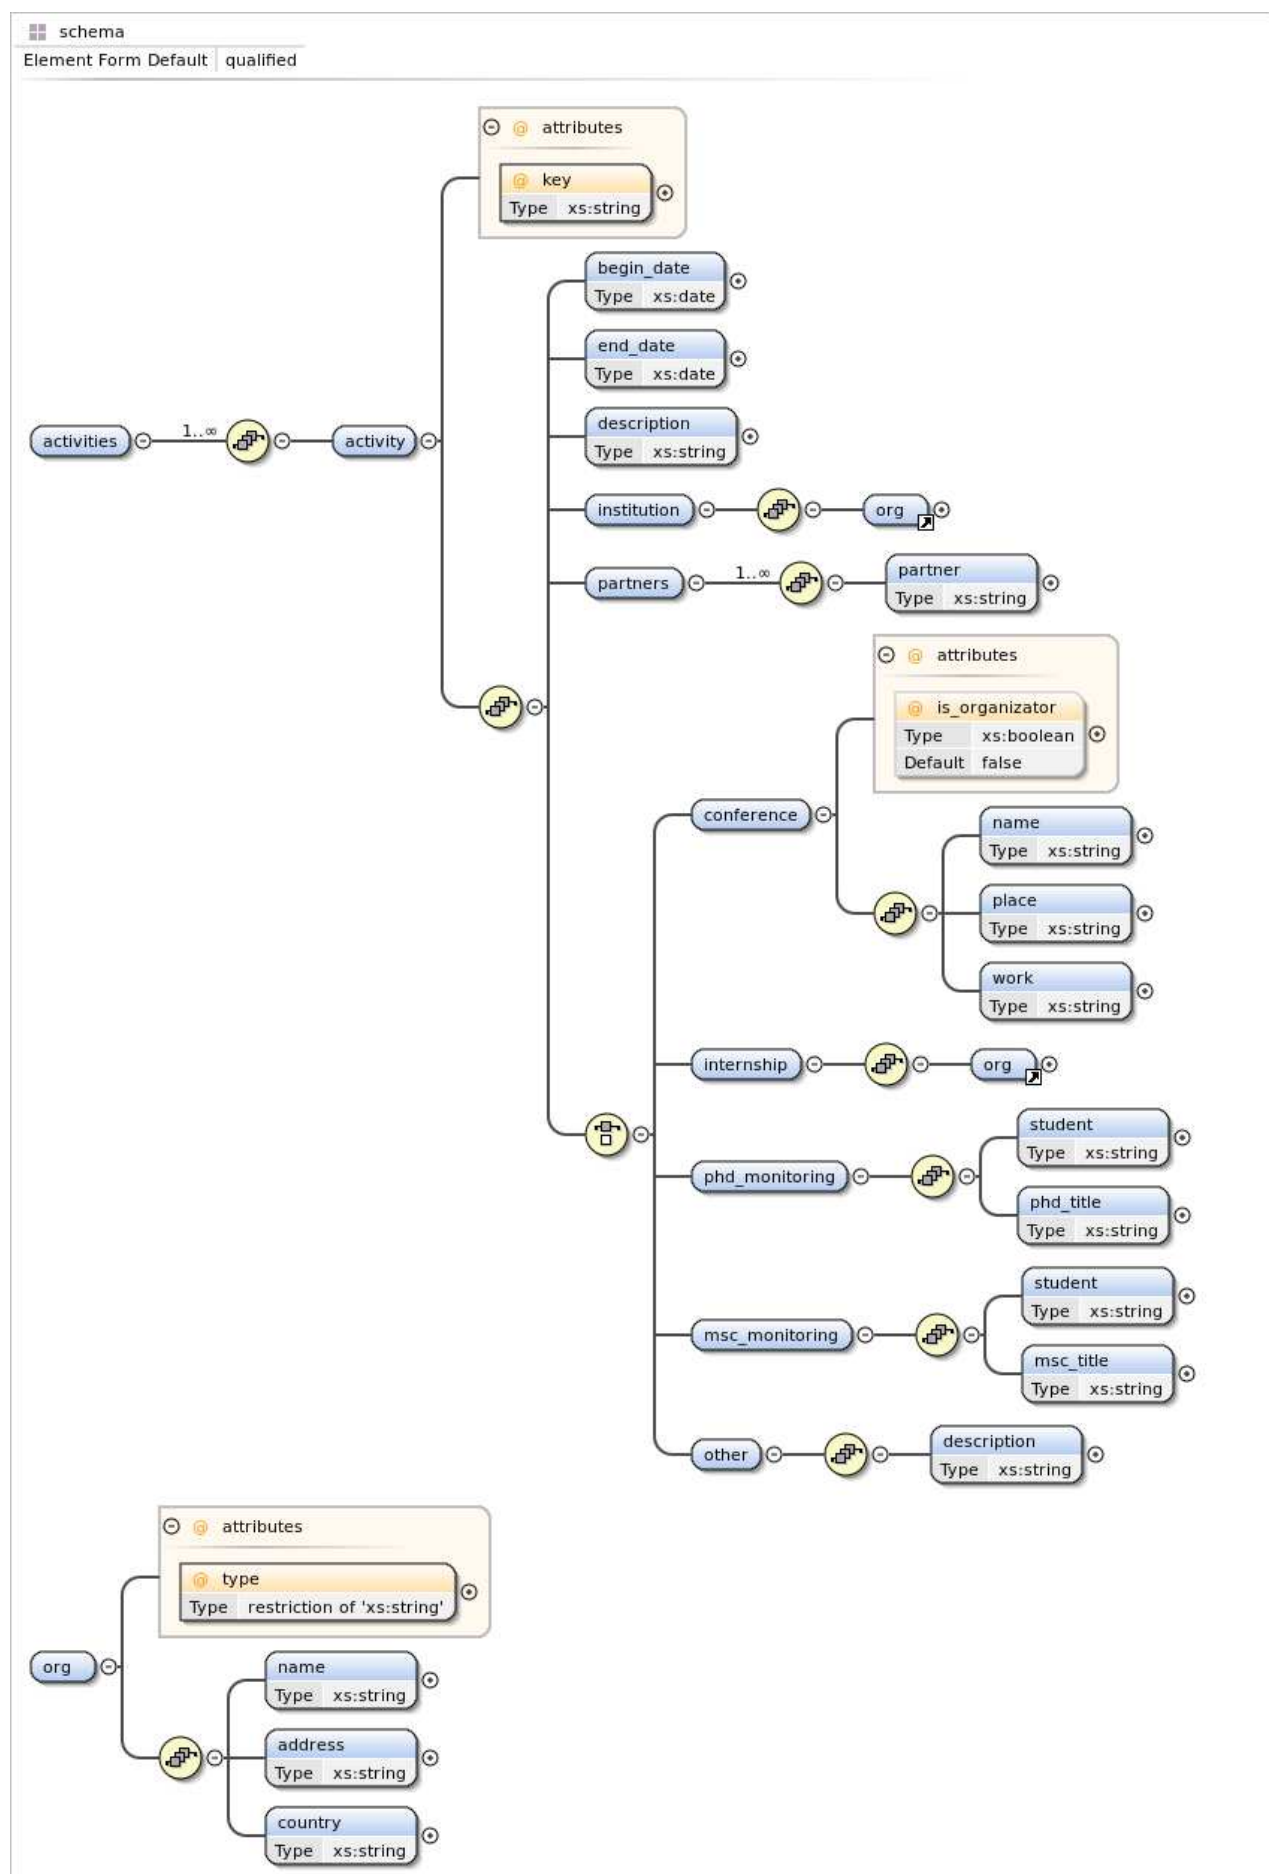 schema
Element Form Default qualified
@ attributes
@ key
Type xs:string
begin_date
Type xs:date
end_date
Type xs:date
description
Type xs:string
activities 1..∞ activity
institution org
partners 1..∞ partner
Type xs:string
@ attributes
@ is_organizator
Type xs:boolean
Default false
conference
name
Type xs:string
place
Type xs:string
work
Type xs:string
internship org
phd_monitoring
student
Type xs:string
phd_title
Type xs:string
msc_monitoring
student
Type xs:string
msc_title
Type xs:string
other
description
Type xs:string
@ attributes
@ type
Type restriction of 'xs:string'
org
name
Type xs:string
address
Type xs:string
country
Type xs:string